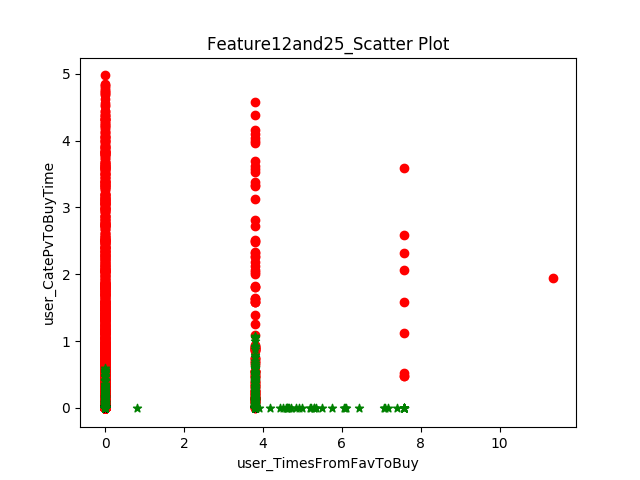 Feature12and25_Scatter Plot
user_CatePvToBuyTime
5
4
3
2
1
0
0 2 4 6 8 10
user_TimesFromFavToBuy